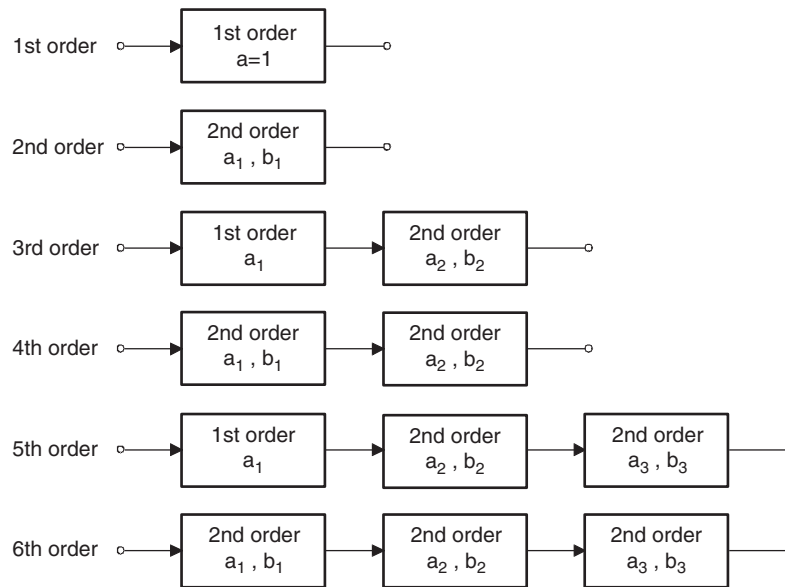 1st order
1st order
a=1
2nd order
2nd order
a₁ , b₁
3rd order
1st order
a₁
2nd order
a₂ , b₂
4th order
2nd order
a₁ , b₁
2nd order
a₂ , b₂
5th order
1st order
a₁
2nd order
a₂ , b₂
2nd order
a₃ , b₃
6th order
2nd order
a₁ , b₁
2nd order
a₂ , b₂
2nd order
a₃ , b₃